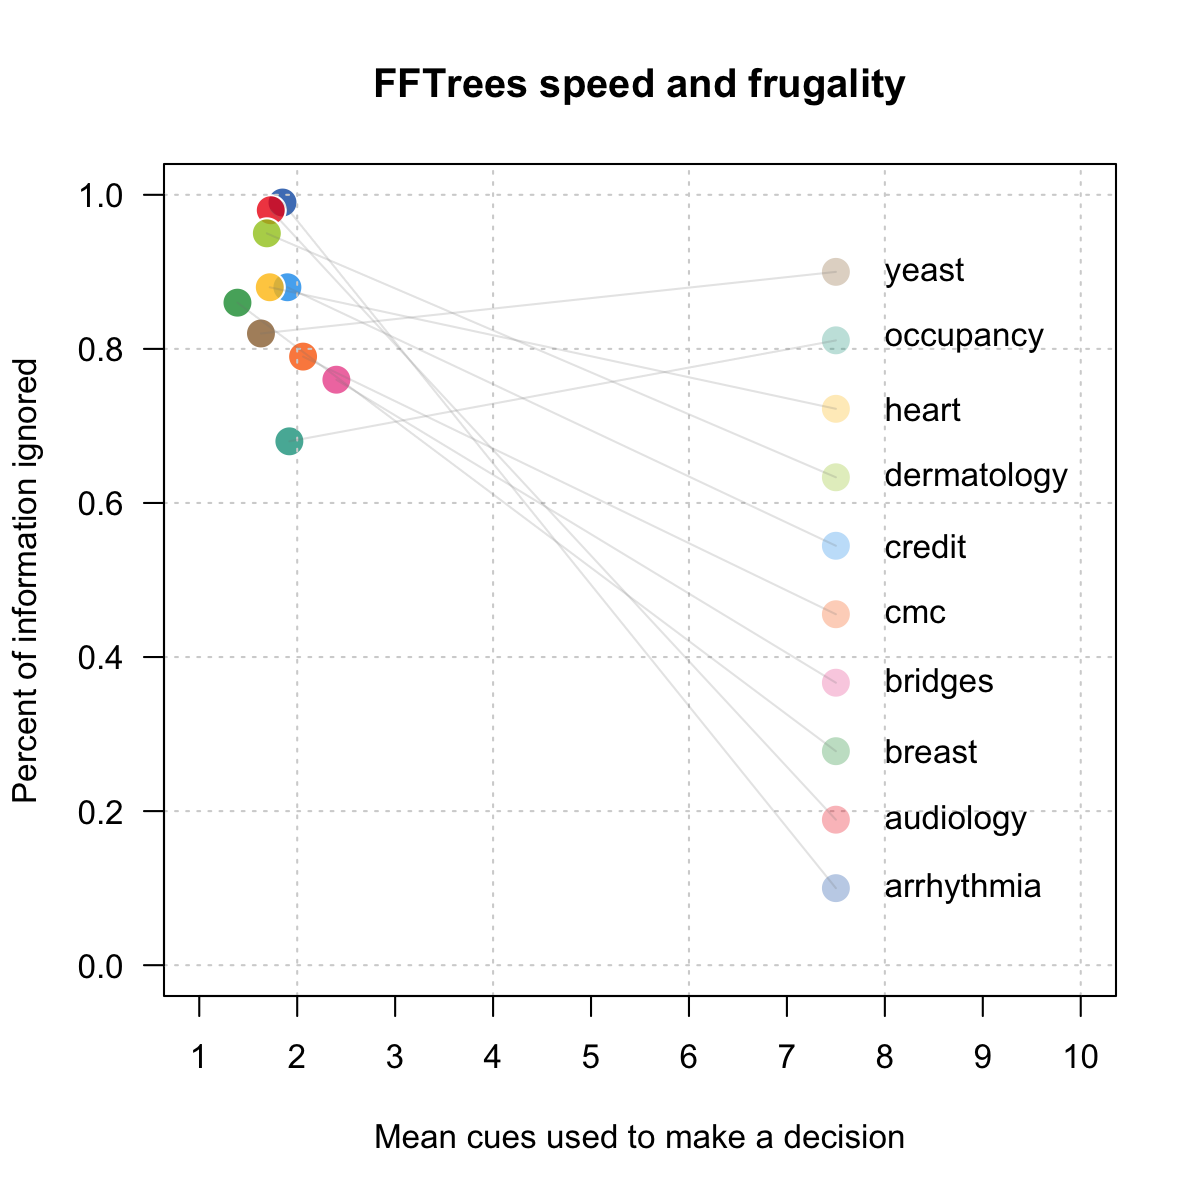 FFTrees speed and frugality
Percent of information ignored
1.0
0.8
0.6
0.4
0.2
0.0
yeast
occupancy
heart
dermatology
credit
cmc
bridges
breast
audiology
arrhythmia
1 2 3 4 5 6 7 8 9 10
Mean cues used to make a decision